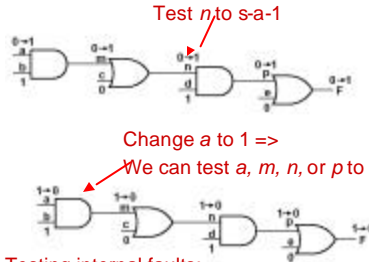 Test n to s-a-1
0→1 0→1 0→1 0→1 0→1
a m n p F
b c d e
1 0 1 0
Change a to 1 =>
We can test a, m, n, or p to
1→0 1→0 1→0 1→0 1→0
a m n p F
b c d e
1 0 1 0
Testing internal faults: